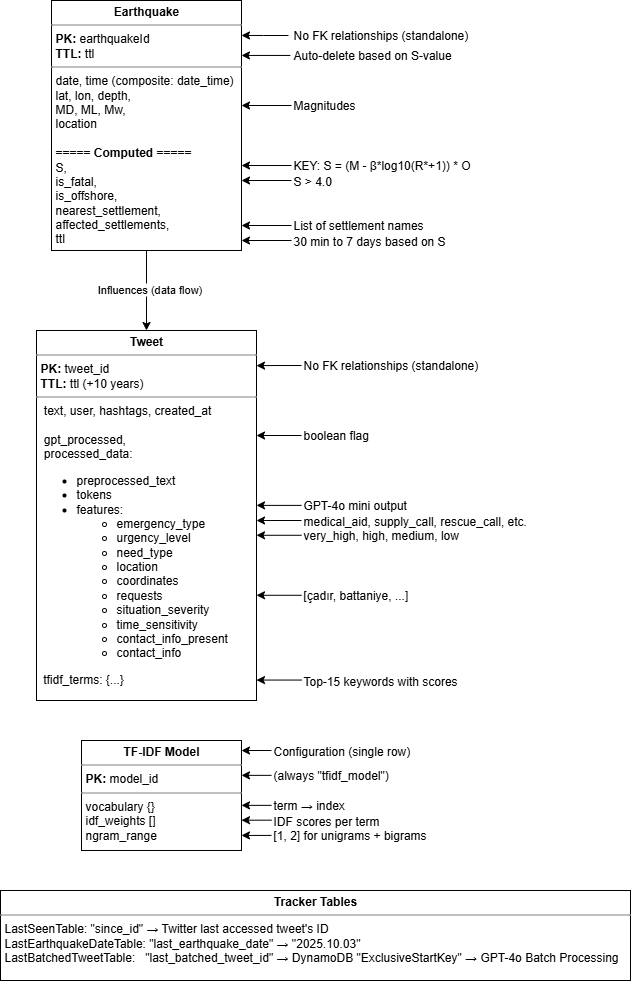 Earthquake
PK: earthquakeId
No FK relationships (standalone)
TTL: ttl
Auto-delete based on S-value
date, time (composite: date_time)
lat, lon, depth,
MD, ML, Mw,
Magnitudes
location
===== Computed =====
S,
KEY: S = (M - β*log10(R*+1)) * O
is_fatal,
S > 4.0
is_offshore,
nearest_settlement,
affected_settlements,
List of settlement names
ttl
30 min to 7 days based on S
Influences (data flow)
Tweet
PK: tweet_id
No FK relationships (standalone)
TTL: ttl (+10 years)
text, user, hashtags, created_at
gpt_processed,
boolean flag
processed_data:
preprocessed_text
tokens
features:
GPT-4o mini output
emergency_type
medical_aid, supply_call, rescue_call, etc.
urgency_level
very_high, high, medium, low
need_type
location
coordinates
requests
[çadır, battaniye, ...]
situation_severity
time_sensitivity
contact_info_present
contact_info
tfidf_terms: {...}
Top-15 keywords with scores
TF-IDF Model
Configuration (single row)
PK: model_id
(always "tfidf_model")
vocabulary {}
term → index
idf_weights []
IDF scores per term
ngram_range
[1, 2] for unigrams + bigrams
Tracker Tables
LastSeenTable: "since_id" → Twitter last accessed tweet's ID
LastEarthquakeDateTable: "last_earthquake_date" → "2025.10.03"
LastBatchedTweetTable: "last_batched_tweet_id" → DynamoDB "ExclusiveStartKey" → GPT-4o Batch Processing